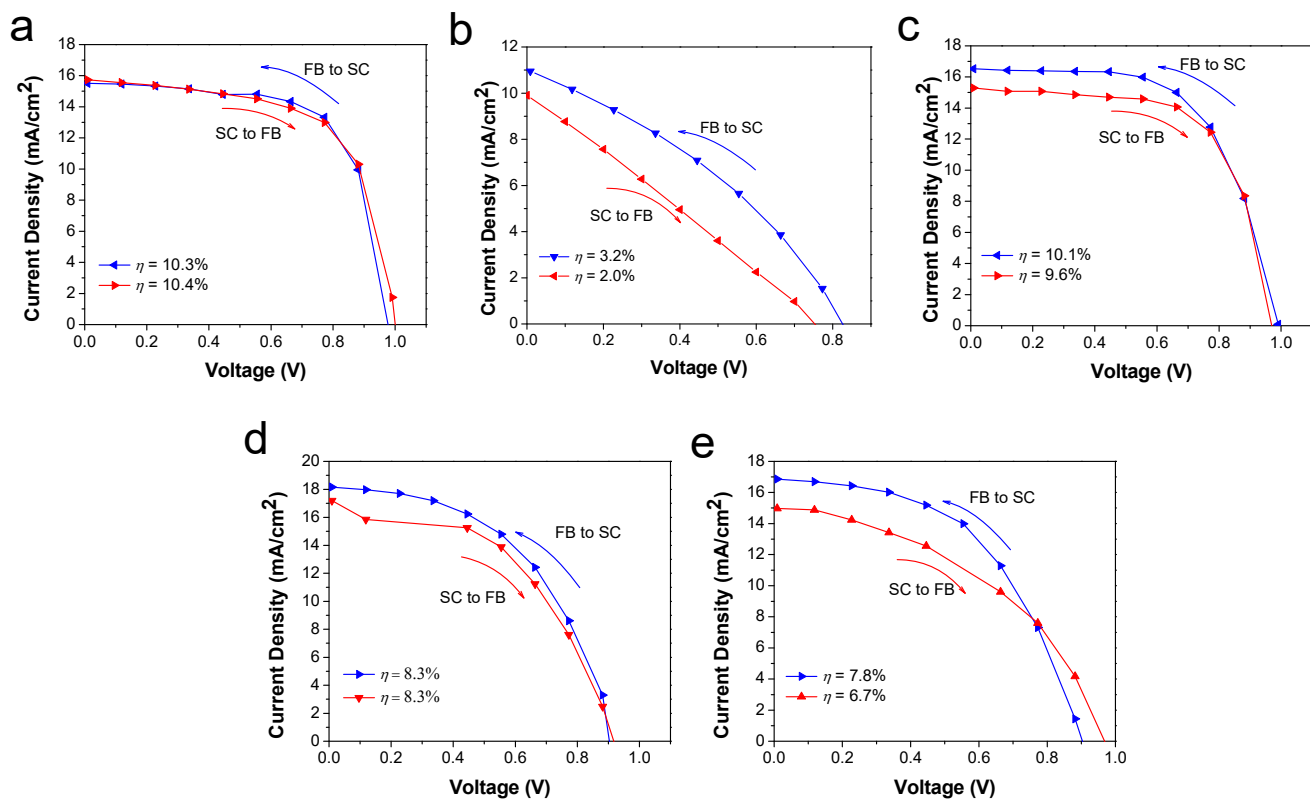 a
18
16
14
12
10
8
6
4
2
0
0.0 0.2 0.4 0.6 0.8 1.0
Current Density (mA/cm²)
Voltage (V)
FB to SC
SC to FB
η = 10.3%
η = 10.4%
b
12
10
8
6
4
2
0
0.0 0.2 0.4 0.6 0.8
Current Density (mA/cm²)
Voltage (V)
FB to SC
SC to FB
η = 3.2%
η = 2.0%
c
18
16
14
12
10
8
6
4
2
0
0.0 0.2 0.4 0.6 0.8 1.0
Current Density (mA/cm²)
Voltage (V)
FB to SC
SC to FB
η = 10.1%
η = 9.6%
d
20
18
16
14
12
10
8
6
4
2
0
0.0 0.2 0.4 0.6 0.8 1.0
Current Density (mA/cm²)
Voltage (V)
FB to SC
SC to FB
η = 8.3%
η = 8.3%
e
18
16
14
12
10
8
6
4
2
0
0.0 0.2 0.4 0.6 0.8 1.0
Current Density (mA/cm²)
Voltage (V)
FB to SC
SC to FB
η = 7.8%
η = 6.7%